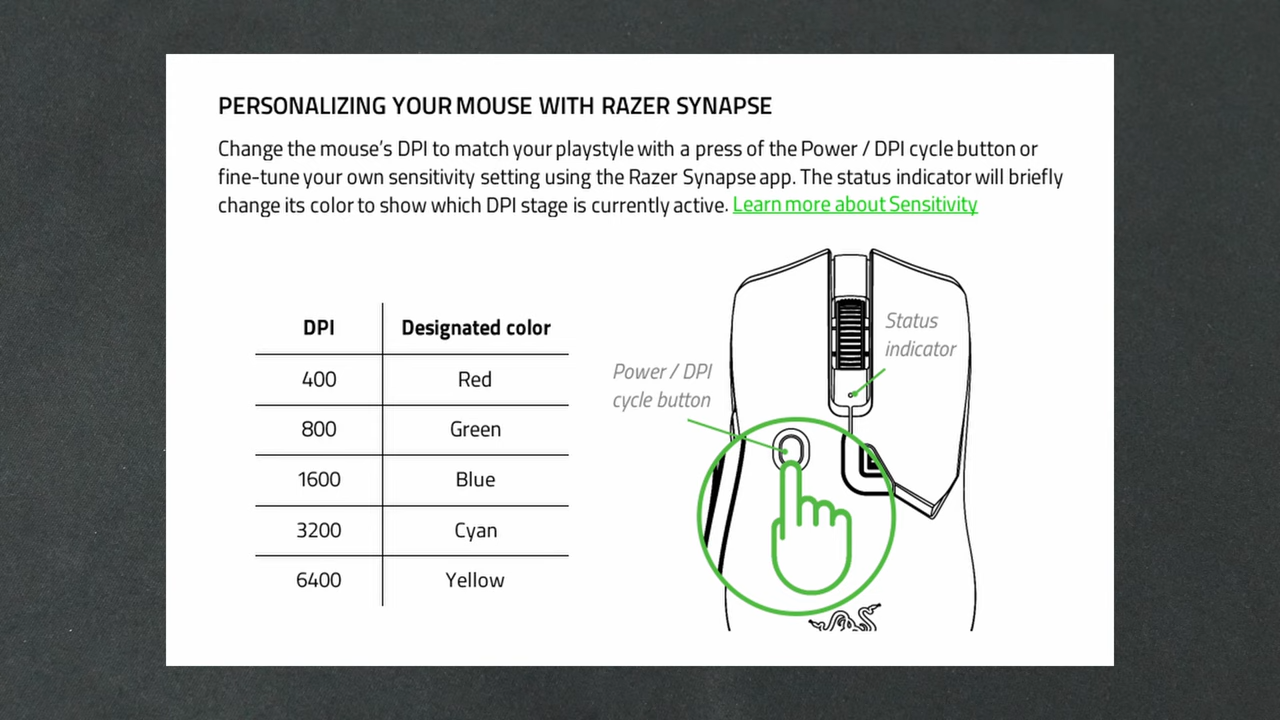 PERSONALIZING YOUR MOUSE WITH RAZER SYNAPSE
Change the mouse's DPI to match your playstyle with a press of the Power / DPI cycle button or
fine-tune your own sensitivity setting using the Razer Synapse app. The status indicator will briefly
change its color to show which DPI stage is currently active. Learn more about Sensitivity
DPI Designated color
400 Red
800 Green
1600 Blue
3200 Cyan
6400 Yellow
Power / DPI
cycle button
Status
indicator